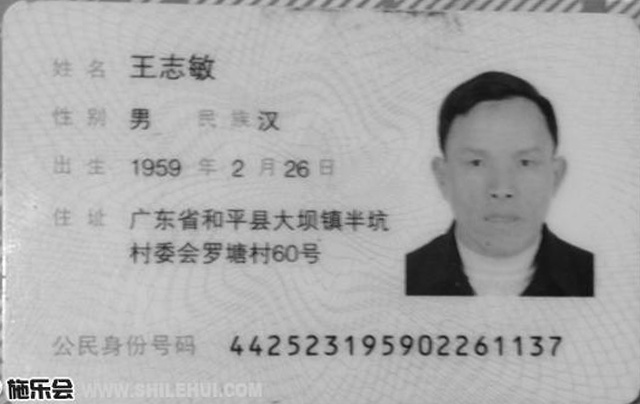 姓名 王志敏
性别 男 民族 汉
出生 1959 年 2 月 26 日
住址 广东省和平县大坝镇半坑
村委会罗塘村60号
公民身份号码 442523195902261137
施乐会 WWW.SHILEHUI.COM